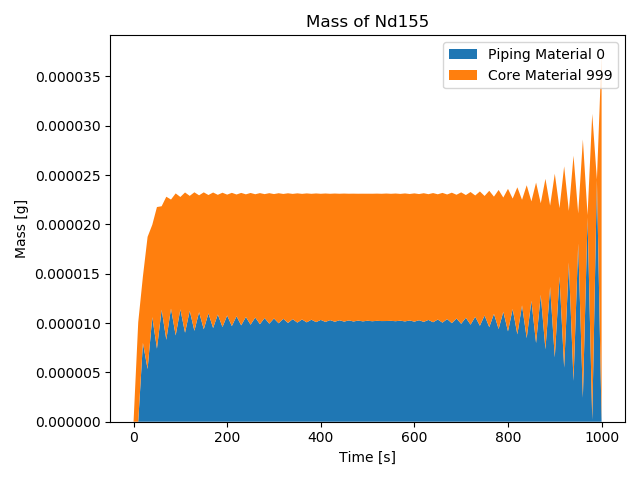 Mass of Nd155
Piping Material 0
Core Material 999
Mass [g]
0.000035
0.000030
0.000025
0.000020
0.000015
0.000010
0.000005
0.000000
0 200 400 600 800 1000
Time [s]